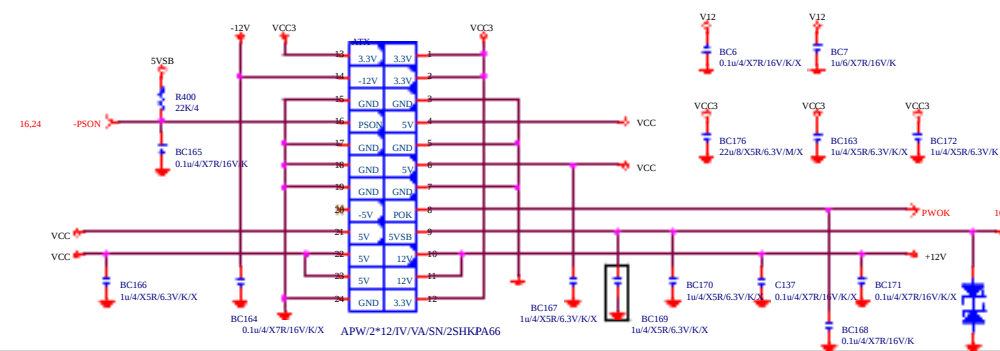 -12V
VCC3
ATX
VCC3
V12
V12
BC6
0.1u/4/X7R/16V/K/X
BC7
1u/6/X7R/16V/K
5VSB
R400
22K/4
16,24
-PSON
BC165
0.1u/4/X7R/16V/K
13 3.3V 3.3V 1
14 -12V 3.3V 2
15 GND GND 3
16 PSON 5V 4
17 GND GND 5
18 GND 5V 6
19 GND GND 7
20 -5V POK 8
21 5V 5VSB 9
22 5V 12V 10
23 5V 12V 11
24 GND 3.3V 12
VCC
VCC
VCC3
VCC3
VCC3
BC176
22u/8/X5R/6.3V/M/X
BC163
1u/4/X5R/6.3V/K/X
BC172
1u/4/X5R/6.3V/K
PWOK
VCC
VCC
+12V
BC166
1u/4/X5R/6.3V/K/X
BC164
0.1u/4/X7R/16V/K/X
APW/2*12/IV/VA/SN/2SHKPA66
BC167
1u/4/X5R/6.3V/K/X
BC169
1u/4/X5R/6.3V/K/X
BC170
1u/4/X5R/6.3V/K/X
C137
0.1u/4/X7R/16V/K/X
BC171
0.1u/4/X7R/16V/K/X
BC168
0.1u/4/X7R/16V/K